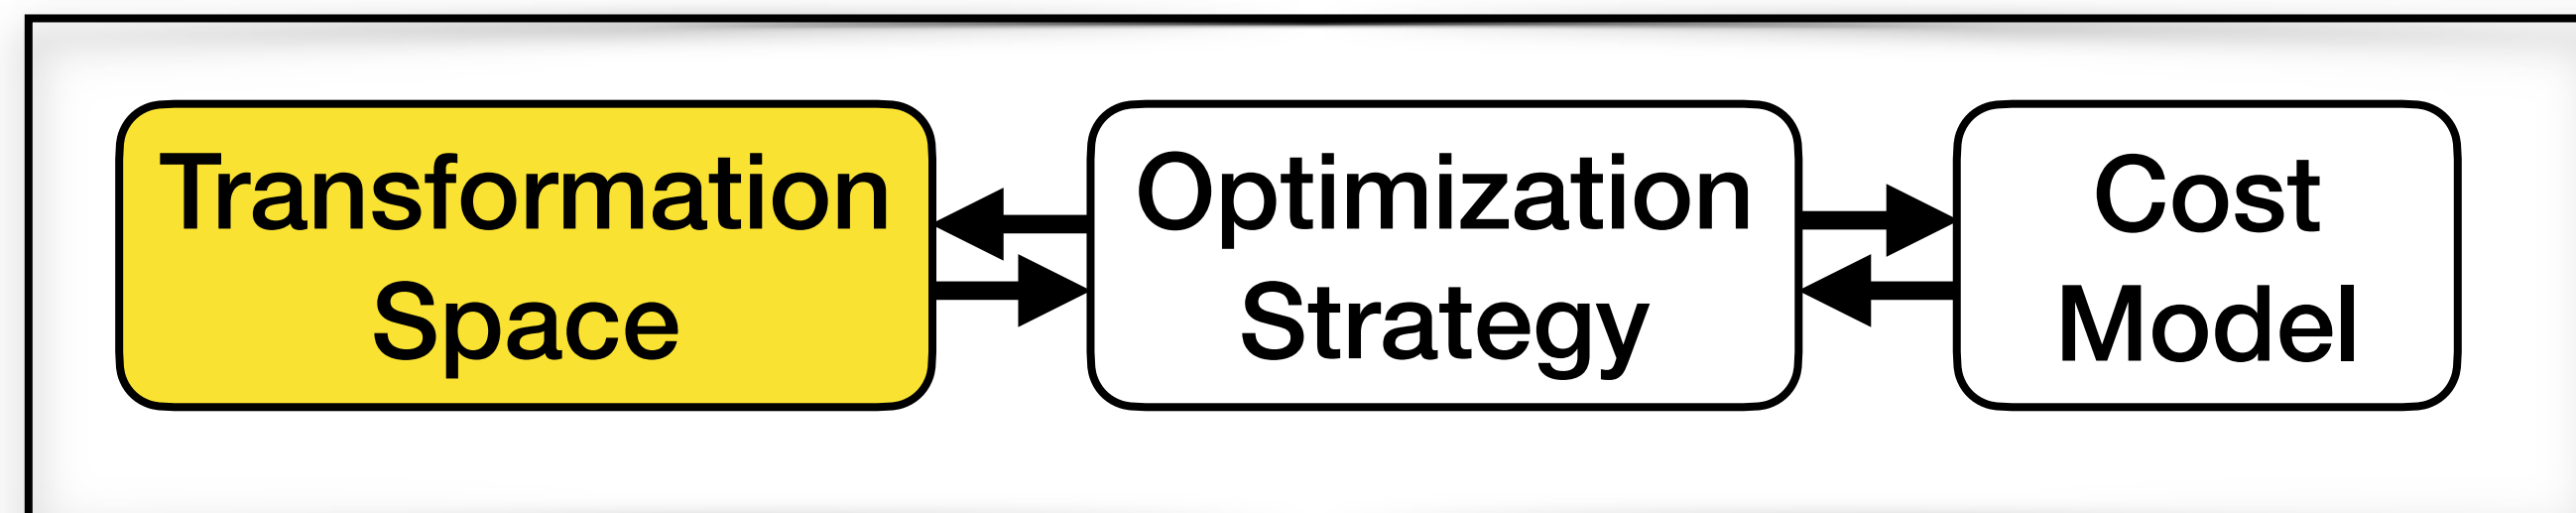 Transformation
Space
Optimization
Strategy
Cost
Model